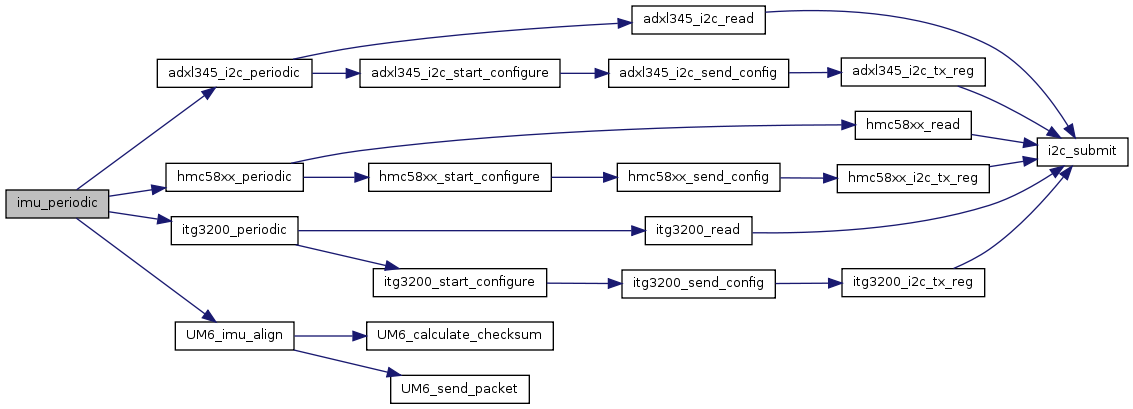 adxl345_i2c_read
adxl345_i2c_periodic
adxl345_i2c_start_configure
adxl345_i2c_send_config
adxl345_i2c_tx_reg
hmc58xx_read
i2c_submit
hmc58xx_periodic
hmc58xx_start_configure
hmc58xx_send_config
hmc58xx_i2c_tx_reg
imu_periodic
itg3200_periodic
itg3200_read
itg3200_start_configure
itg3200_send_config
itg3200_i2c_tx_reg
UM6_imu_align
UM6_calculate_checksum
UM6_send_packet